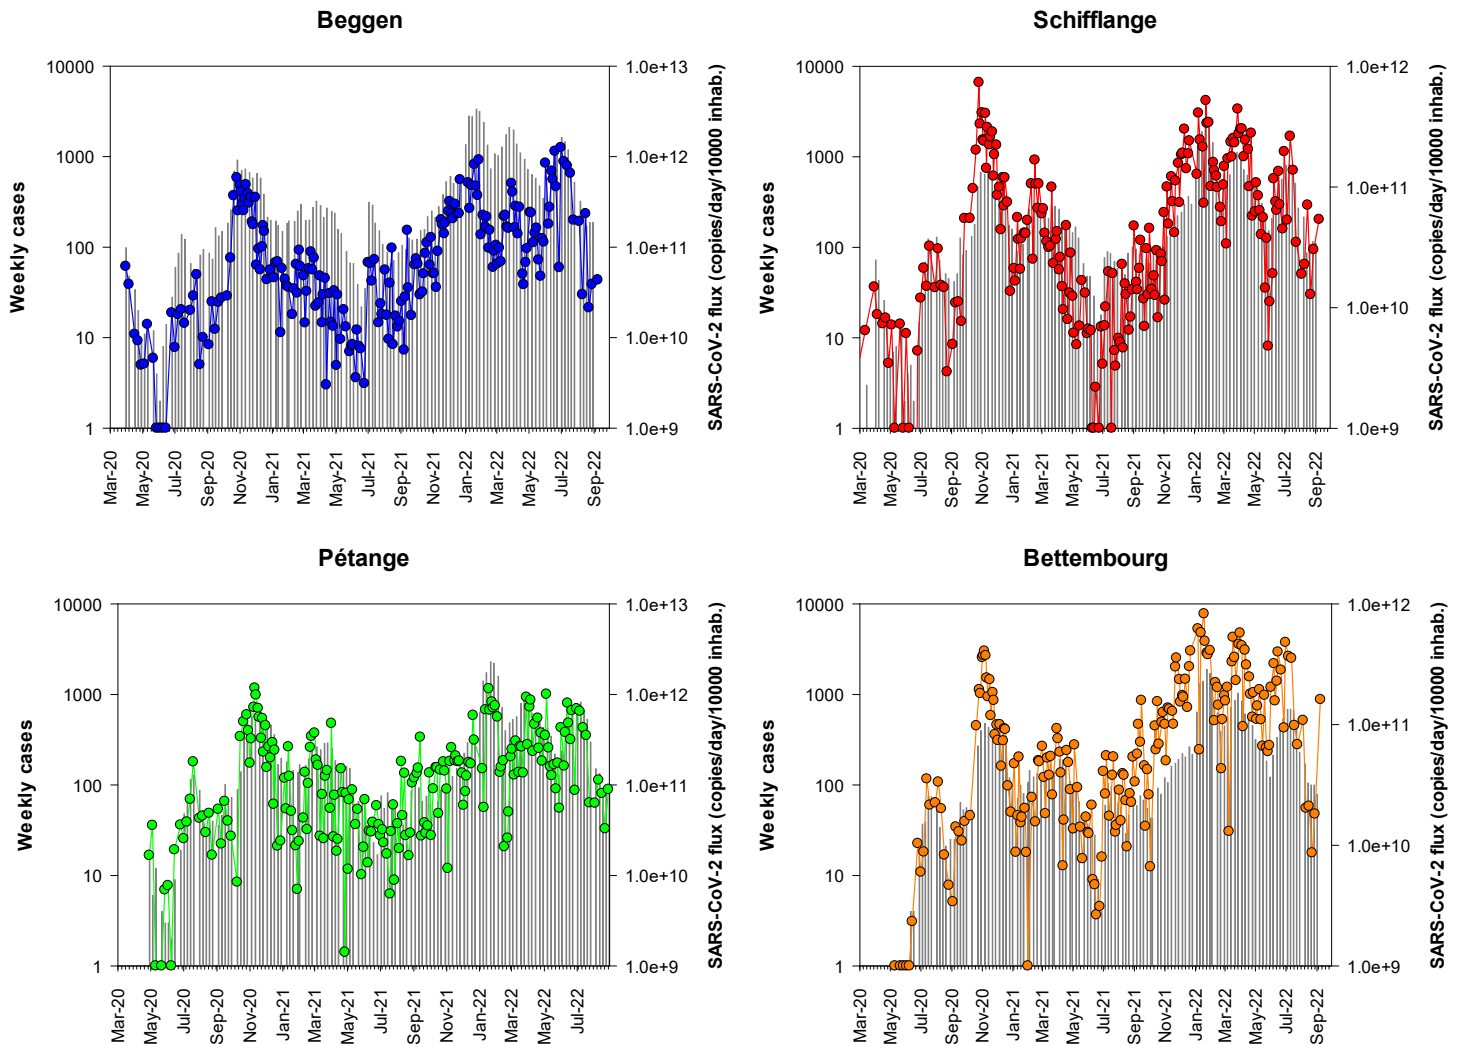 Beggen
Weekly cases
10000
1000
100
10
1
1.0e+13
1.0e+12
1.0e+11
1.0e+10
1.0e+9
SARS-CoV-2 flux (copies/day/10000 inhab.)
Mar-20
May-20
Jul-20
Sep-20
Nov-20
Jan-21
Mar-21
May-21
Jul-21
Sep-21
Nov-21
Jan-22
Mar-22
May-22
Jul-22
Sep-22
Schifflange
Weekly cases
10000
1000
100
10
1
1.0e+12
1.0e+11
1.0e+10
1.0e+9
SARS-CoV-2 flux (copies/day/10000 inhab.)
Mar-20
May-20
Jul-20
Sep-20
Nov-20
Jan-21
Mar-21
May-21
Jul-21
Sep-21
Nov-21
Jan-22
Mar-22
May-22
Jul-22
Sep-22
Pétange
Weekly cases
10000
1000
100
10
1
1.0e+13
1.0e+12
1.0e+11
1.0e+10
1.0e+9
SARS-CoV-2 flux (copies/day/10000 inhab.)
Mar-20
May-20
Jul-20
Sep-20
Nov-20
Jan-21
Mar-21
May-21
Jul-21
Sep-21
Nov-21
Jan-22
Mar-22
May-22
Jul-22
Bettembourg
Weekly cases
10000
1000
100
10
1
1.0e+12
1.0e+11
1.0e+10
1.0e+9
SARS-CoV-2 flux (copies/day/10000 inhab.)
Mar-20
May-20
Jul-20
Sep-20
Nov-20
Jan-21
Mar-21
May-21
Jul-21
Sep-21
Nov-21
Jan-22
Mar-22
May-22
Jul-22
Sep-22